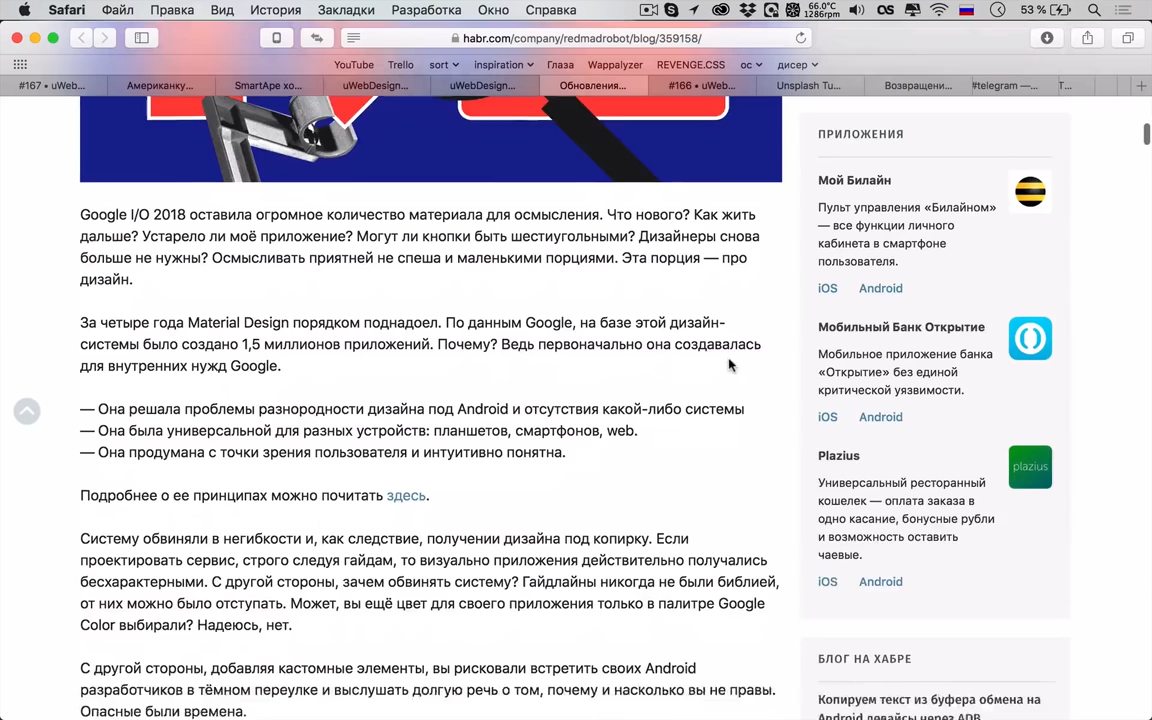 Safari Файл Правка Вид История Закладки Разработка Окно Справка 66.0°C 1286rpm 53 %
habr.com/company/redmadrobot/blog/359158/
YouTube Trello sort inspiration Глаза Wappalyzer REVENGE.CSS ос дисер
#167 • uWeb... Американку... SmartApe хо... uWebDesign... uWebDesign... Обновления... #166 • uWeb... Unsplash Tu... Возвращени... #telegram —... Т...
Google I/O 2018 оставила огромное количество материала для осмысления. Что нового? Как жить
дальше? Устарело ли моё приложение? Могут ли кнопки быть шестиугольными? Дизайнеры снова
больше не нужны? Осмысливать приятней не спеша и маленькими порциями. Эта порция — про
дизайн.
За четыре года Material Design порядком поднадоел. По данным Google, на базе этой дизайн-
системы было создано 1,5 миллионов приложений. Почему? Ведь первоначально она создавалась
для внутренних нужд Google.
— Она решала проблемы разнородности дизайна под Android и отсутствия какой-либо системы
— Она была универсальной для разных устройств: планшетов, смартфонов, web.
— Она продумана с точки зрения пользователя и интуитивно понятна.
Подробнее о ее принципах можно почитать здесь.
Систему обвиняли в негибкости и, как следствие, получении дизайна под копирку. Если
проектировать сервис, строго следуя гайдам, то визуально приложения действительно получались
бесхарактерными. С другой стороны, зачем обвинять систему? Гайдлайны никогда не были библией,
от них можно было отступать. Может, вы ещё цвет для своего приложения только в палитре Google
Color выбирали? Надеюсь, нет.
С другой стороны, добавляя кастомные элементы, вы рисковали встретить своих Android
разработчиков в тёмном переулке и выслушать долгую речь о том, почему и насколько вы не правы.
Опасные были времена.
ПРИЛОЖЕНИЯ
Мой Билайн
Пульт управления «Билайном»
— все функции личного
кабинета в смартфоне
пользователя.
iOS Android
Мобильный Банк Открытие
Мобильное приложение банка
«Открытие» без единой
критической уязвимости.
iOS Android
Plazius
plazius
Универсальный ресторанный
кошелек — оплата заказа в
одно касание, бонусные рубли
и возможность оставить
чаевые.
iOS Android
БЛОГ НА ХАБРЕ
Копируем текст из буфера обмена на
Android девайсы через ADB